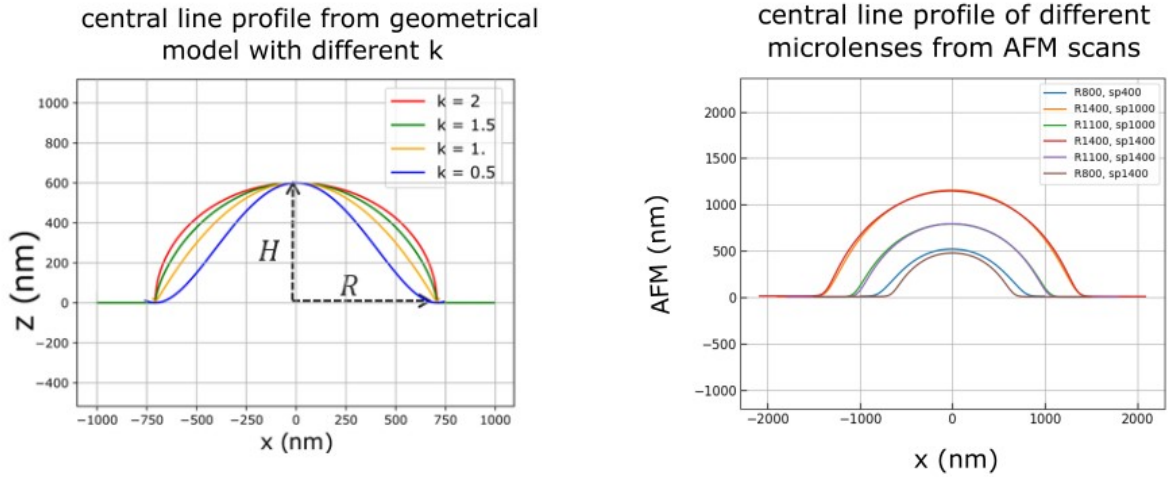 central line profile from geometrical
model with different k
1000
800
600
400
200
0
−200
−400
z (nm)
k = 2
k = 1.5
k = 1.
k = 0.5
H
R
−1000 −750 −500 −250 0 250 500 750 1000
x (nm)
central line profile of different
microlenses from AFM scans
2000
1500
1000
500
0
−500
−1000
AFM (nm)
R800, sp400
R1400, sp1000
R1100, sp1000
R1400, sp1400
R1100, sp1400
R800, sp1400
−2000 −1000 0 1000 2000
x (nm)